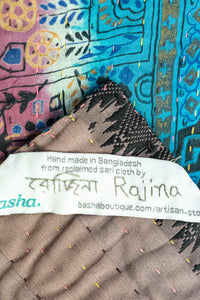 Hand made in Bangladesh
from reclaimed sari cloth by
রোজিনা Rajina
asha.
bashaboutique.com/artisan-sto